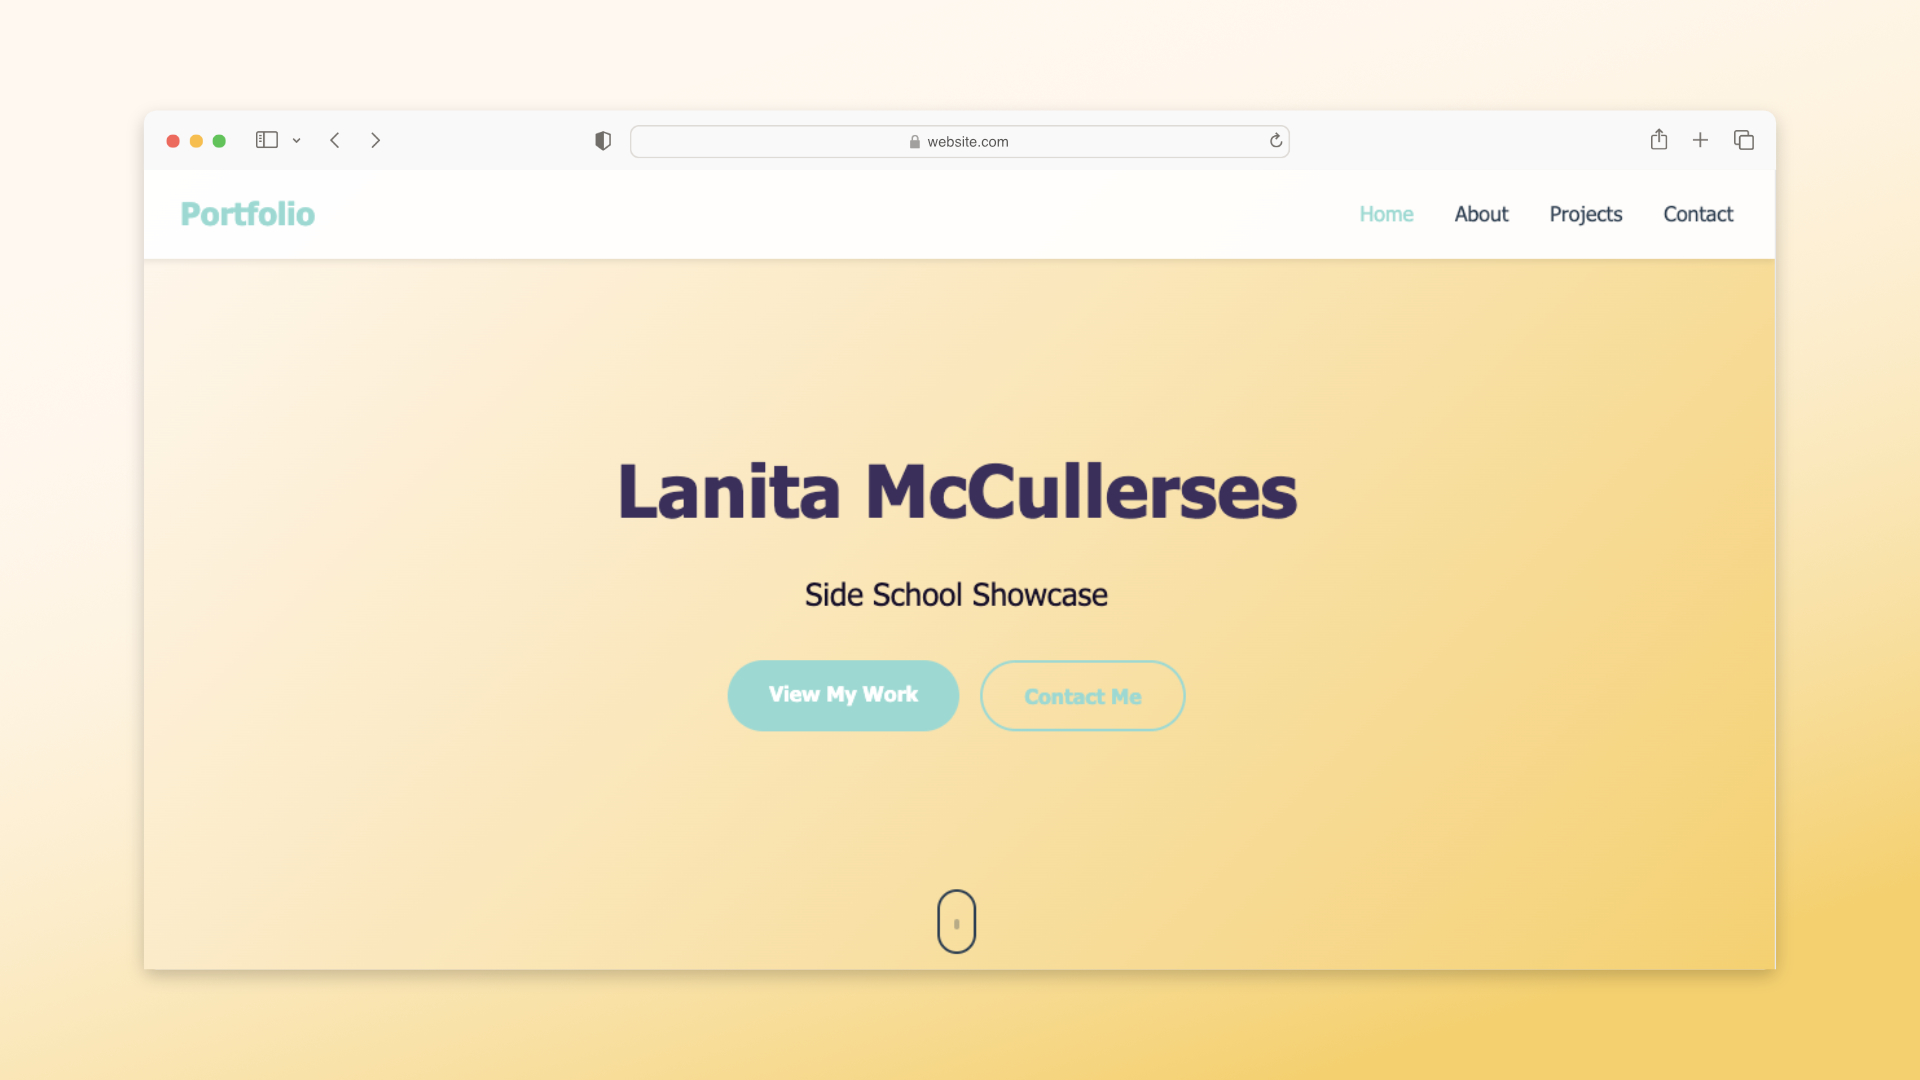 website.com
Portfolio
Home About Projects Contact
Lanita McCullerses
Side School Showcase
View My Work Contact Me